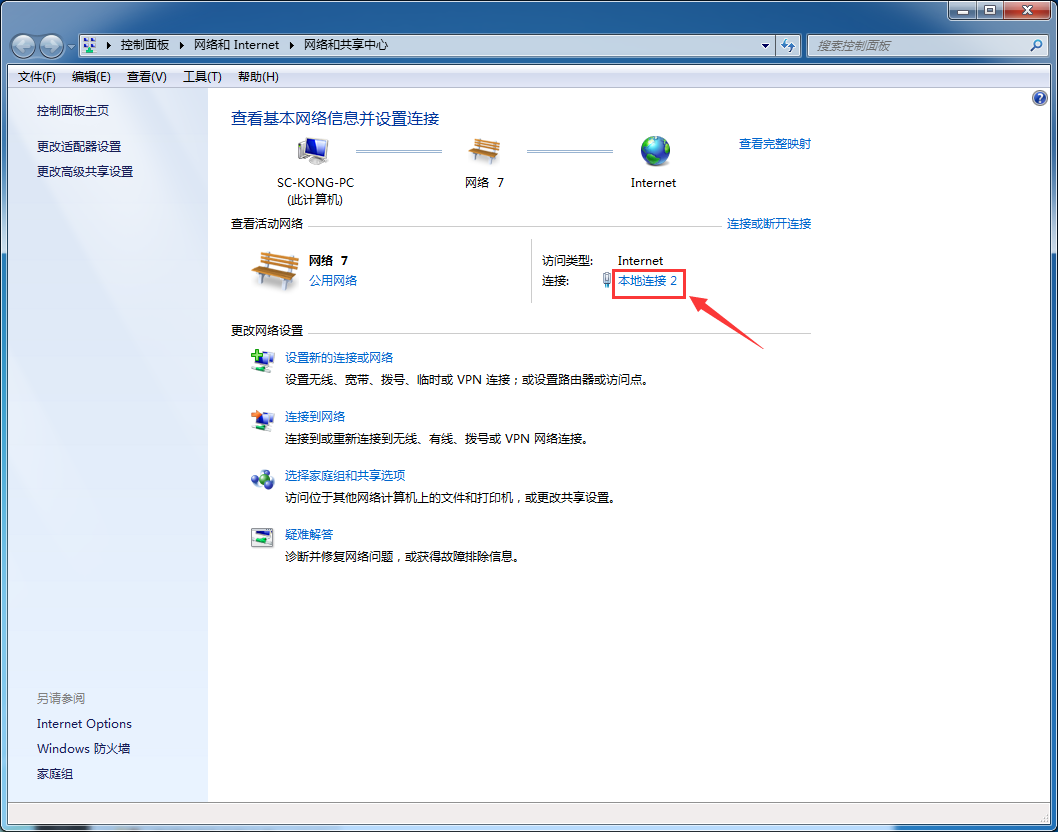 控制面板 ▸ 网络和 Internet ▸ 网络和共享中心
搜索控制面板
文件(F) 编辑(E) 查看(V) 工具(T) 帮助(H)
控制面板主页
更改适配器设置
更改高级共享设置
另请参阅
Internet Options
Windows 防火墙
家庭组
查看基本网络信息并设置连接
查看完整映射
SC-KONG-PC
(此计算机)
网络 7
Internet
查看活动网络
连接或断开连接
网络 7
公用网络
访问类型: Internet
连接: 本地连接 2
更改网络设置
设置新的连接或网络
设置无线、宽带、拨号、临时或 VPN 连接；或设置路由器或访问点。
连接到网络
连接到或重新连接到无线、有线、拨号或 VPN 网络连接。
选择家庭组和共享选项
访问位于其他网络计算机上的文件和打印机，或更改共享设置。
疑难解答
诊断并修复网络问题，或获得故障排除信息。